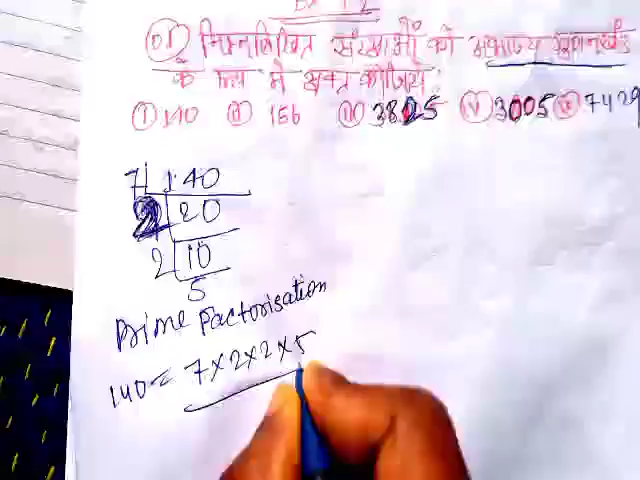 Ex 1.2
01 निम्नलिखित संख्याओं को अभाज्य गुणनखंड
के रूप में व्यक्त कीजिये:
(i) 140 (ii) 156 (iii) 3825 (iv) 5005 (v) 7429
7 140
2 20
2 10
5
Prime Factorisation
140 = 7×2×2×5